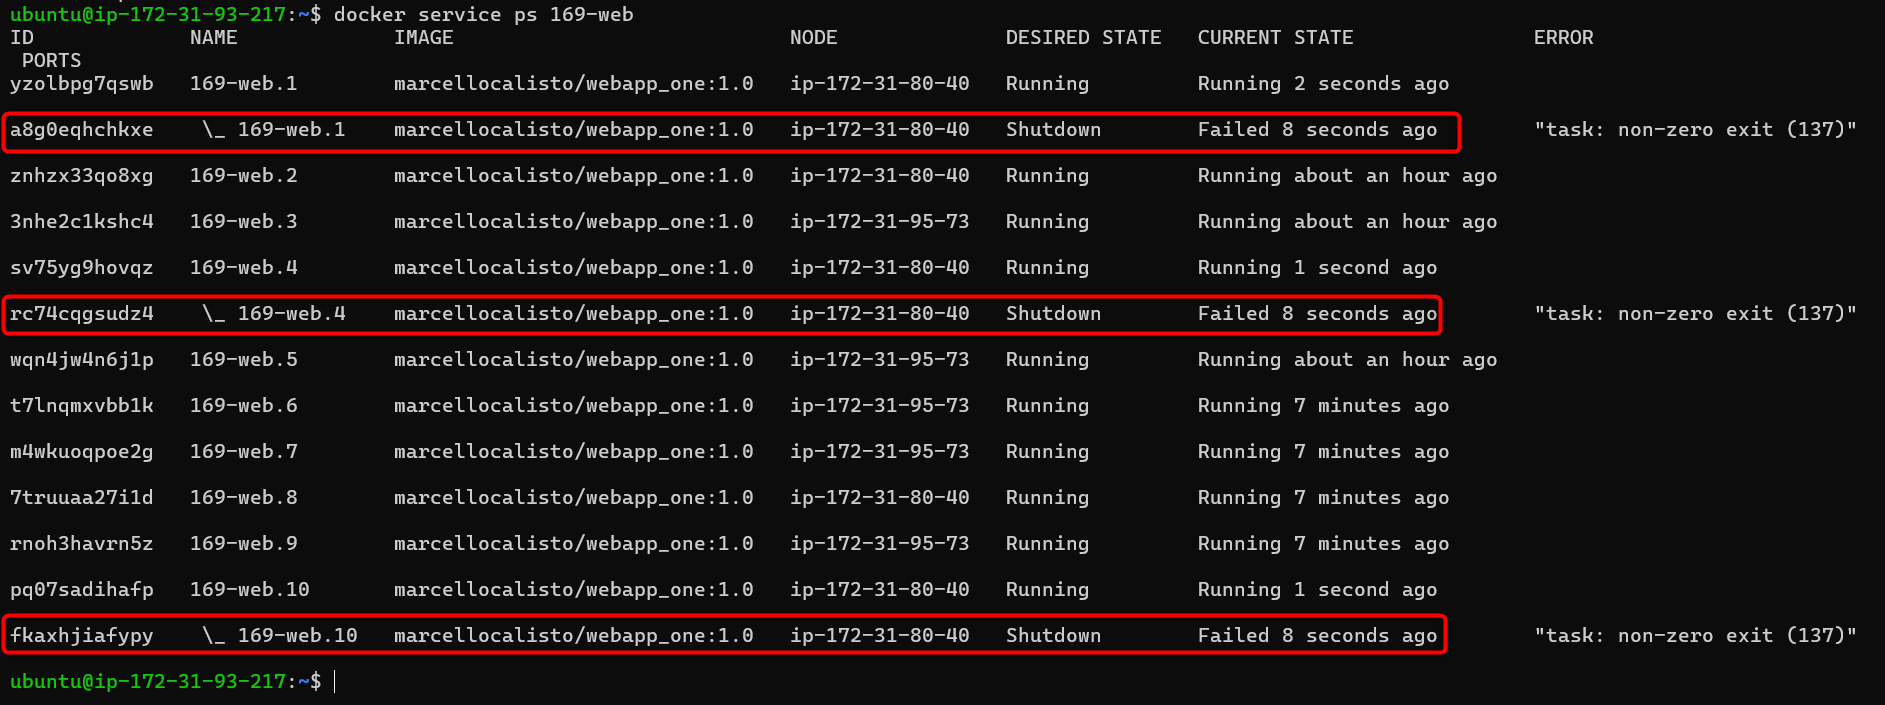 ubuntu@ip-172-31-93-217:~$ docker service ps 169-web
ID NAME IMAGE NODE DESIRED STATE CURRENT STATE ERROR
PORTS
yzolbpg7qswb 169-web.1 marcellocalisto/webapp_one:1.0 ip-172-31-80-40 Running Running 2 seconds ago
a8g0eqhchkxe \_ 169-web.1 marcellocalisto/webapp_one:1.0 ip-172-31-80-40 Shutdown Failed 8 seconds ago "task: non-zero exit (137)"
znhzx33qo8xg 169-web.2 marcellocalisto/webapp_one:1.0 ip-172-31-80-40 Running Running about an hour ago
3nhe2c1kshc4 169-web.3 marcellocalisto/webapp_one:1.0 ip-172-31-95-73 Running Running about an hour ago
sv75yg9hovqz 169-web.4 marcellocalisto/webapp_one:1.0 ip-172-31-80-40 Running Running 1 second ago
rc74cqgsudz4 \_ 169-web.4 marcellocalisto/webapp_one:1.0 ip-172-31-80-40 Shutdown Failed 8 seconds ago "task: non-zero exit (137)"
wqn4jw4n6j1p 169-web.5 marcellocalisto/webapp_one:1.0 ip-172-31-95-73 Running Running about an hour ago
t7lnqmxvbb1k 169-web.6 marcellocalisto/webapp_one:1.0 ip-172-31-95-73 Running Running 7 minutes ago
m4wkuoqpoe2g 169-web.7 marcellocalisto/webapp_one:1.0 ip-172-31-95-73 Running Running 7 minutes ago
7truuaa27i1d 169-web.8 marcellocalisto/webapp_one:1.0 ip-172-31-80-40 Running Running 7 minutes ago
rnoh3havrn5z 169-web.9 marcellocalisto/webapp_one:1.0 ip-172-31-95-73 Running Running 7 minutes ago
pq07sadihafp 169-web.10 marcellocalisto/webapp_one:1.0 ip-172-31-80-40 Running Running 1 second ago
fkaxhjiafypy \_ 169-web.10 marcellocalisto/webapp_one:1.0 ip-172-31-80-40 Shutdown Failed 8 seconds ago "task: non-zero exit (137)"
ubuntu@ip-172-31-93-217:~$